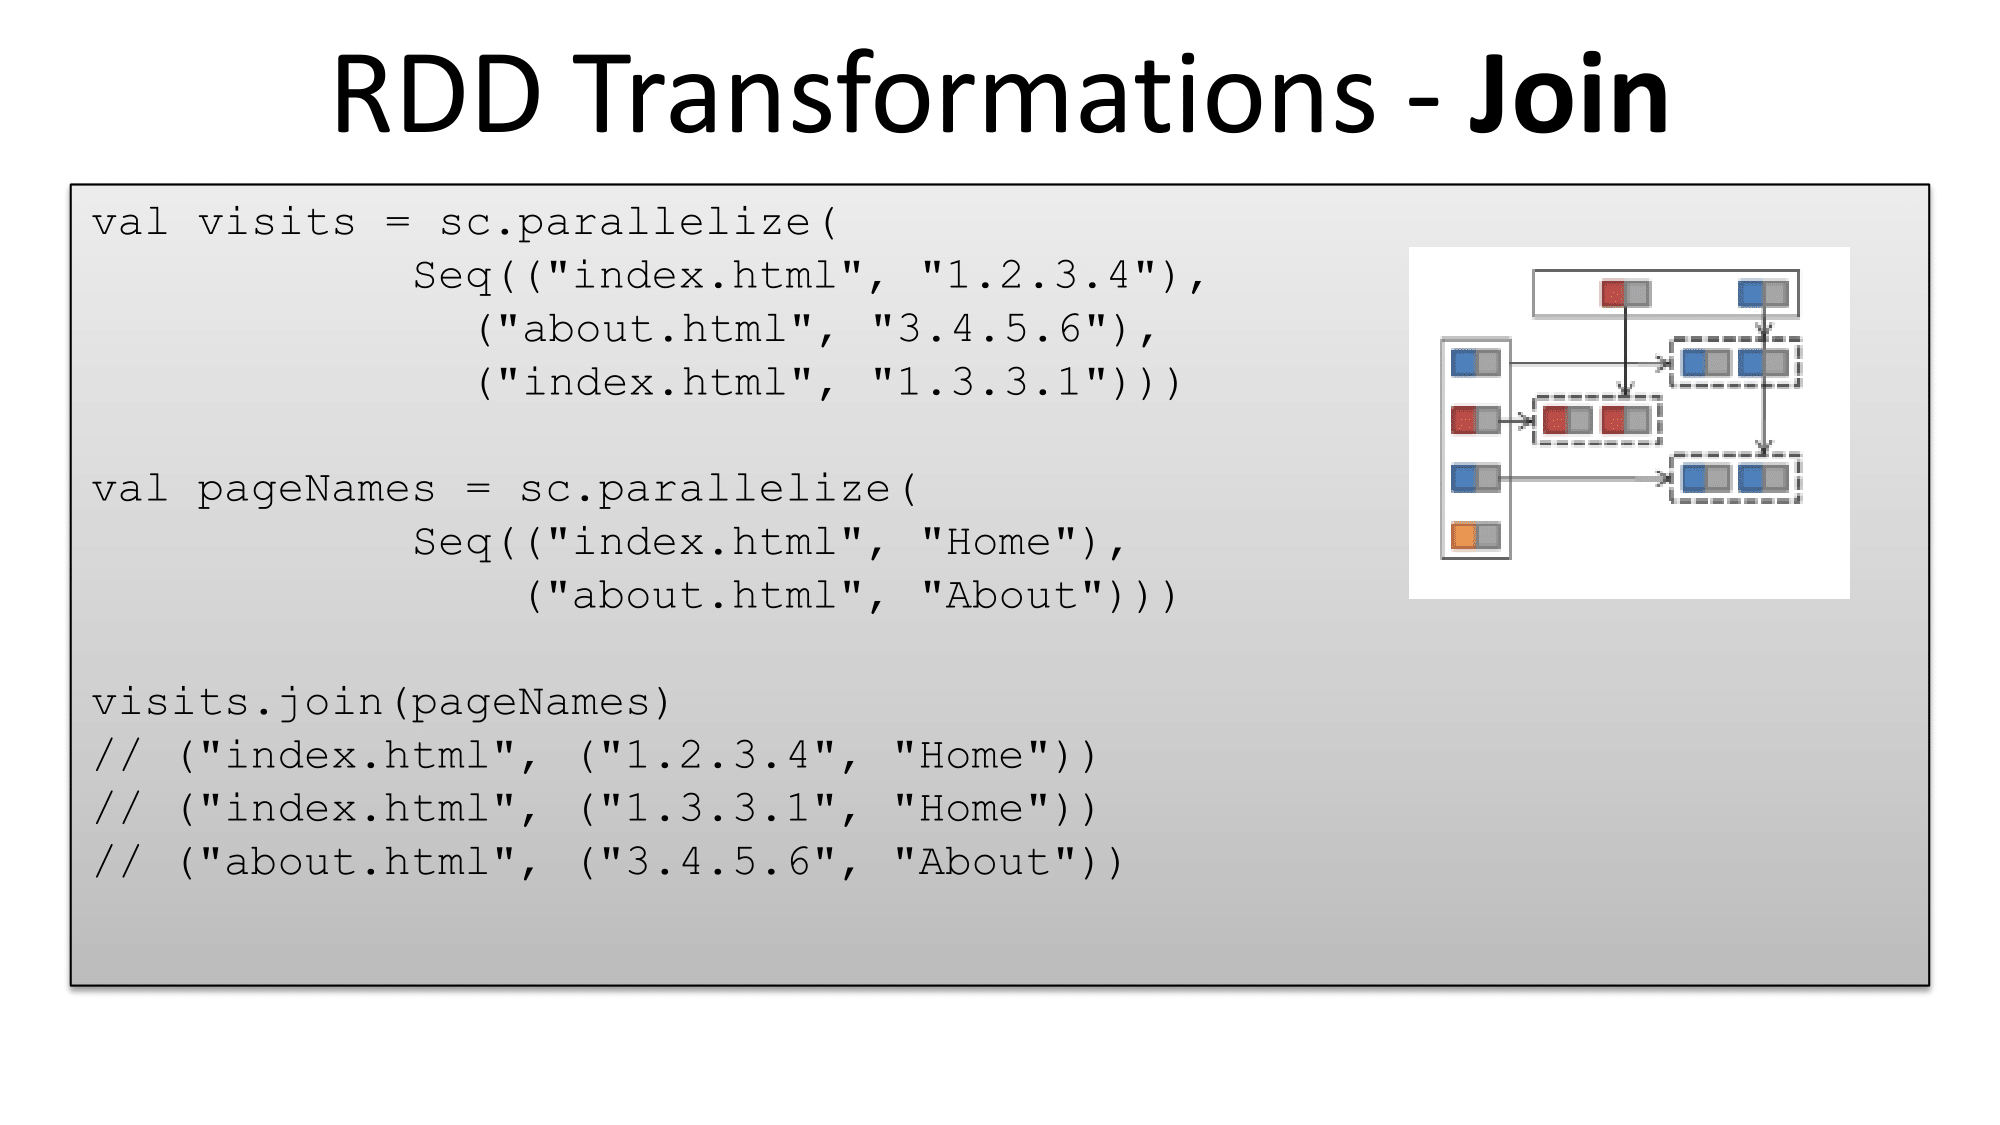 RDD Transformations - Join
val visits = sc.parallelize(
Seq(("index.html", "1.2.3.4"),
("about.html", "3.4.5.6"),
("index.html", "1.3.3.1")))
val pageNames = sc.parallelize(
Seq(("index.html", "Home"),
("about.html", "About")))
visits.join(pageNames)
// ("index.html", ("1.2.3.4", "Home"))
// ("index.html", ("1.3.3.1", "Home"))
// ("about.html", ("3.4.5.6", "About"))